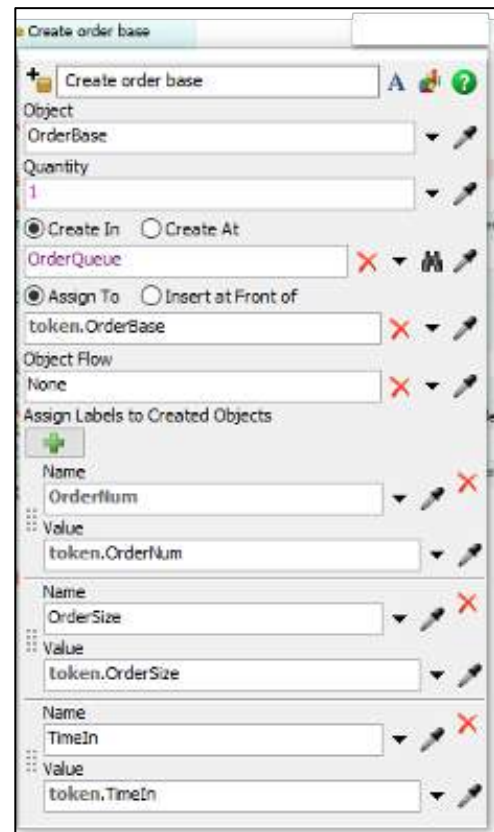 Create order base
Create order base
A
?
Object
OrderBase
Quantity
1
Create In Create At
OrderQueue
Assign To Insert at Front of
token.OrderBase
Object Flow
None
Assign Labels to Created Objects
Name
OrderNum
Value
token.OrderNum
Name
OrderSize
Value
token.OrderSize
Name
TimeIn
Value
token.TimeIn